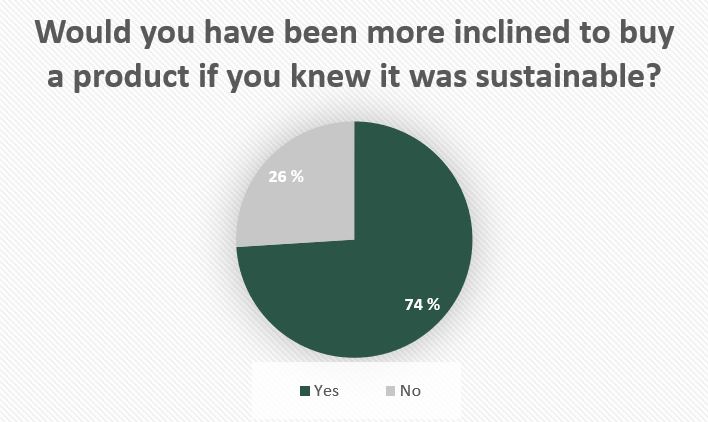 Would you have been more inclined to buy
a product if you knew it was sustainable?
26 %
74 %
Yes No